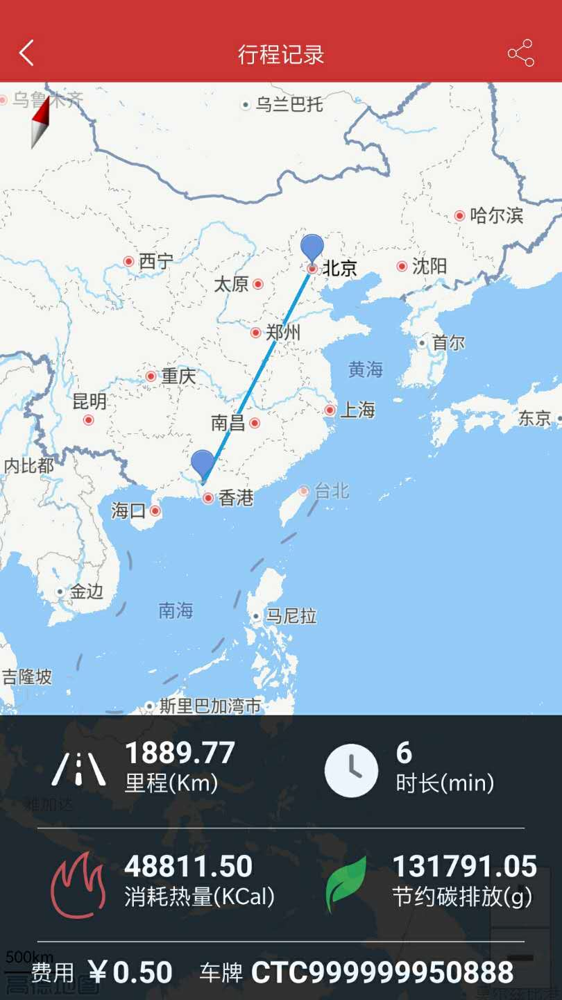 行程记录
乌鲁木齐
乌兰巴托
哈尔滨
西宁
北京
沈阳
太原
郑州
首尔
黄海
重庆
昆明
上海
南昌
东京
内比都
台北
香港
海口
金边
南海
马尼拉
吉隆坡
斯里巴加湾市
1889.77
里程(Km)
6
时长(min)
雅加达
48811.50
消耗热量(KCal)
131791.05
节约碳排放(g)
500km
费用 ¥0.50 车牌 CTC999999950888
高德地图